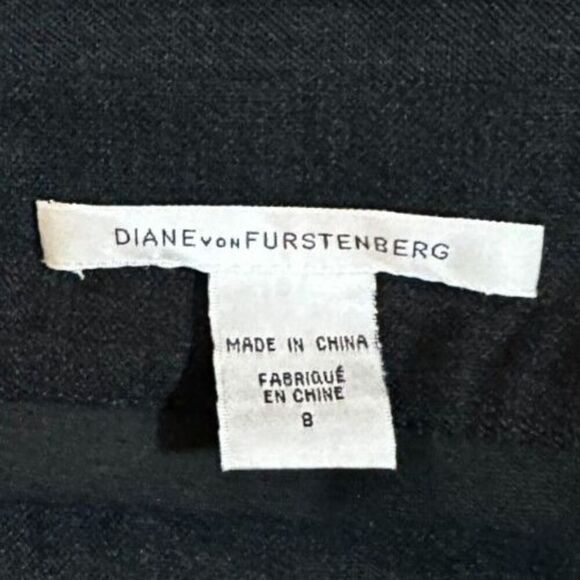 DIANE VON FURSTENBERG
MADE IN CHINA
FABRIQUÉ
EN CHINE
8